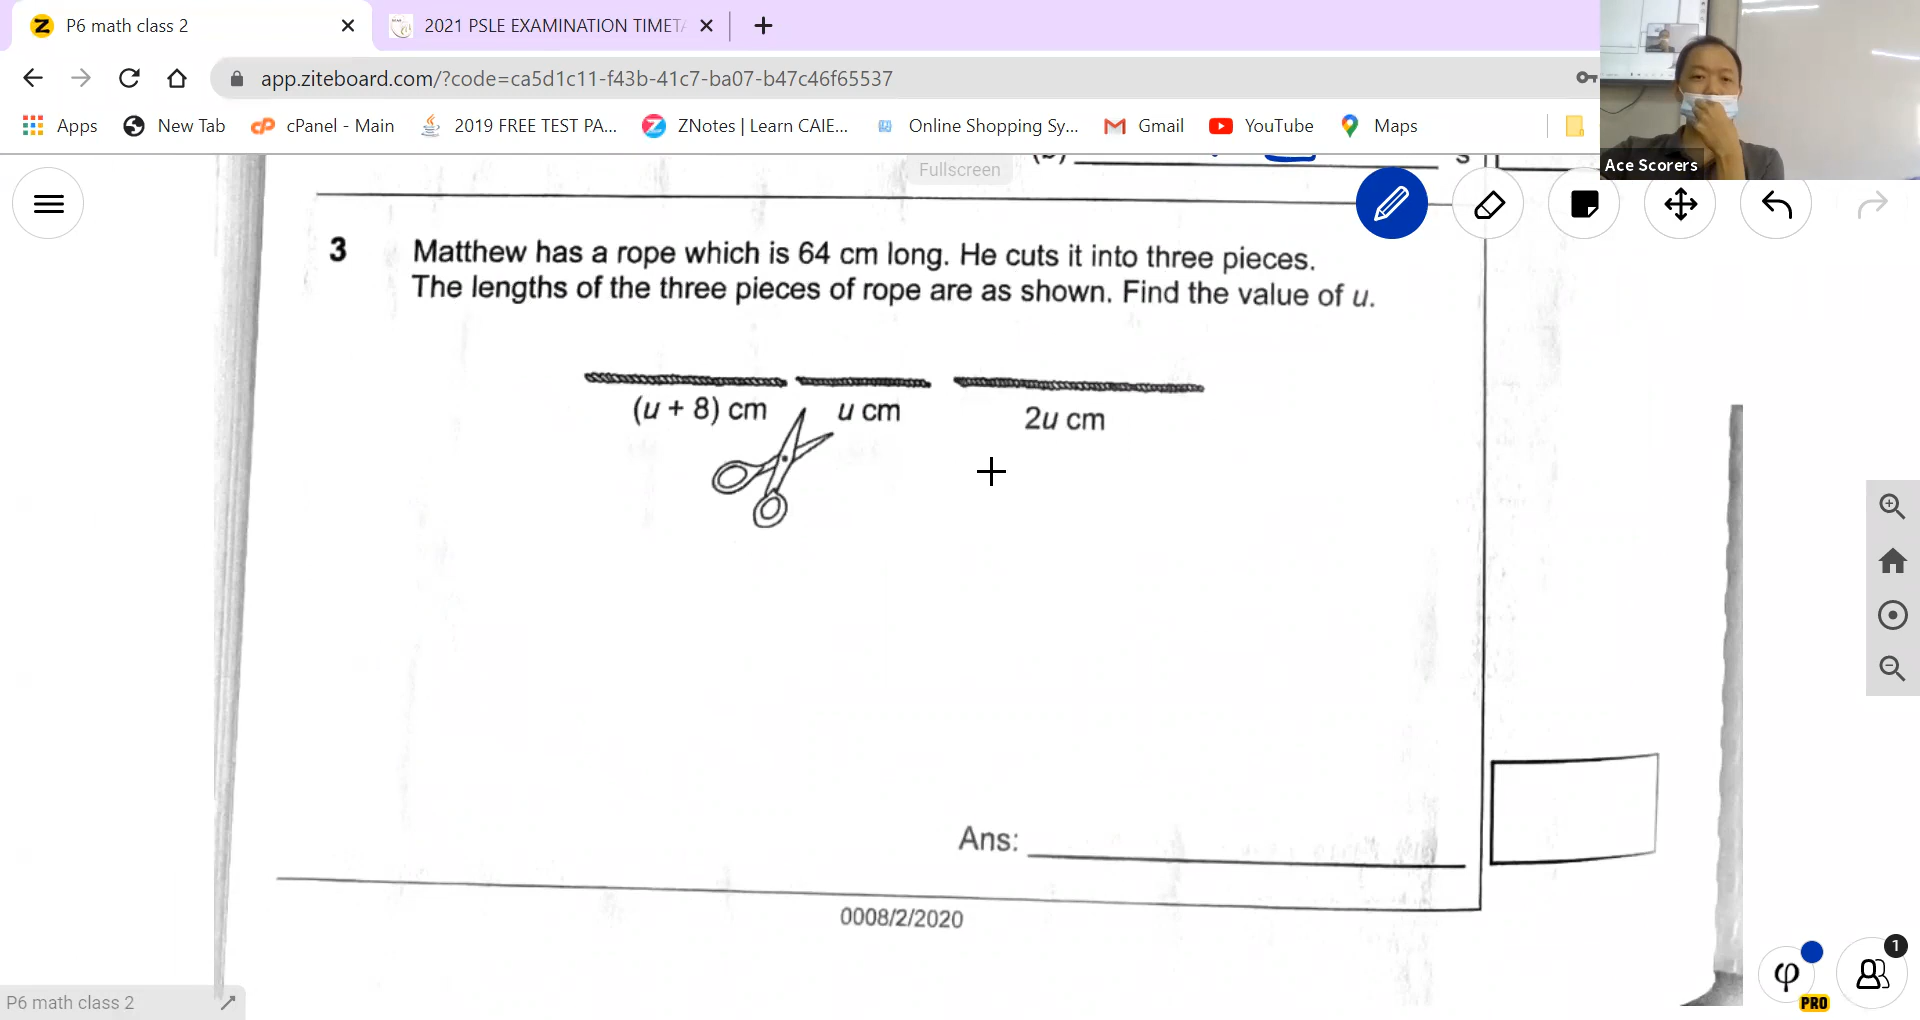 P6 math class 2
2021 PSLE EXAMINATION TIMET
app.ziteboard.com/?code=ca5d1c11-f43b-41c7-ba07-b47c46f65537
Apps
New Tab
cPanel - Main
2019 FREE TEST PA...
ZNotes | Learn CAIE...
Online Shopping Sy...
Gmail
YouTube
Maps
Ace Scorers
Fullscreen
3 Matthew has a rope which is 64 cm long. He cuts it into three pieces.
The lengths of the three pieces of rope are as shown. Find the value of u.
(u + 8) cm
u cm
2u cm
Ans:
0008/2/2020
P6 math class 2
φ
PRO
1